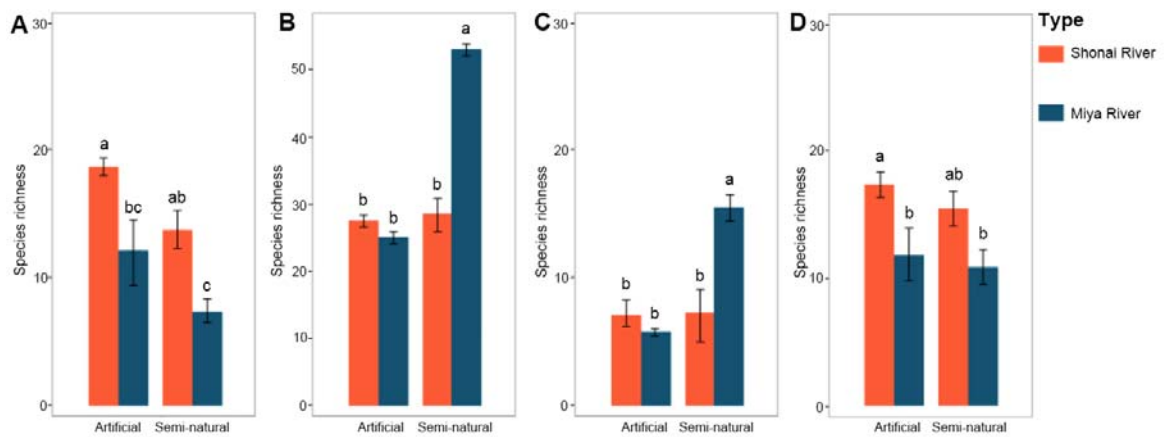 A
Species richness
30
20
10
0
a
bc
ab
c
Artificial
Semi-natural
B
Species richness
50
40
30
20
10
0
b
b
b
a
Artificial
Semi-natural
C
Species richness
30
20
10
0
b
b
b
a
Artificial
Semi-natural
D
Species richness
30
20
10
0
a
b
ab
b
Artificial
Semi-natural
Type
Shonai River
Miya River